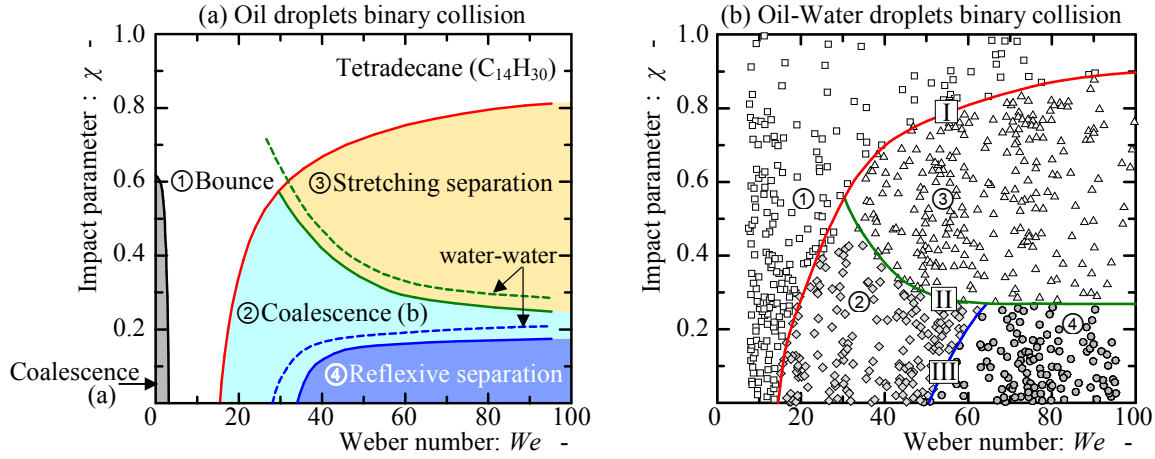 (a) Oil droplets binary collision
1.0
0.8
0.6
0.4
0.2
0
20
40
60
80
100
Impact parameter : χ -
Weber number: We -
Tetradecane (C14H30)
①Bounce
③Stretching separation
water-water
②Coalescence (b)
④Reflexive separation
Coalescence
(a)
(b) Oil-Water droplets binary collision
1.0
0.8
0.6
0.4
0.2
0
20
40
60
80
100
Impact parameter : χ -
Weber number: We -
I
①
③
②
II
④
III